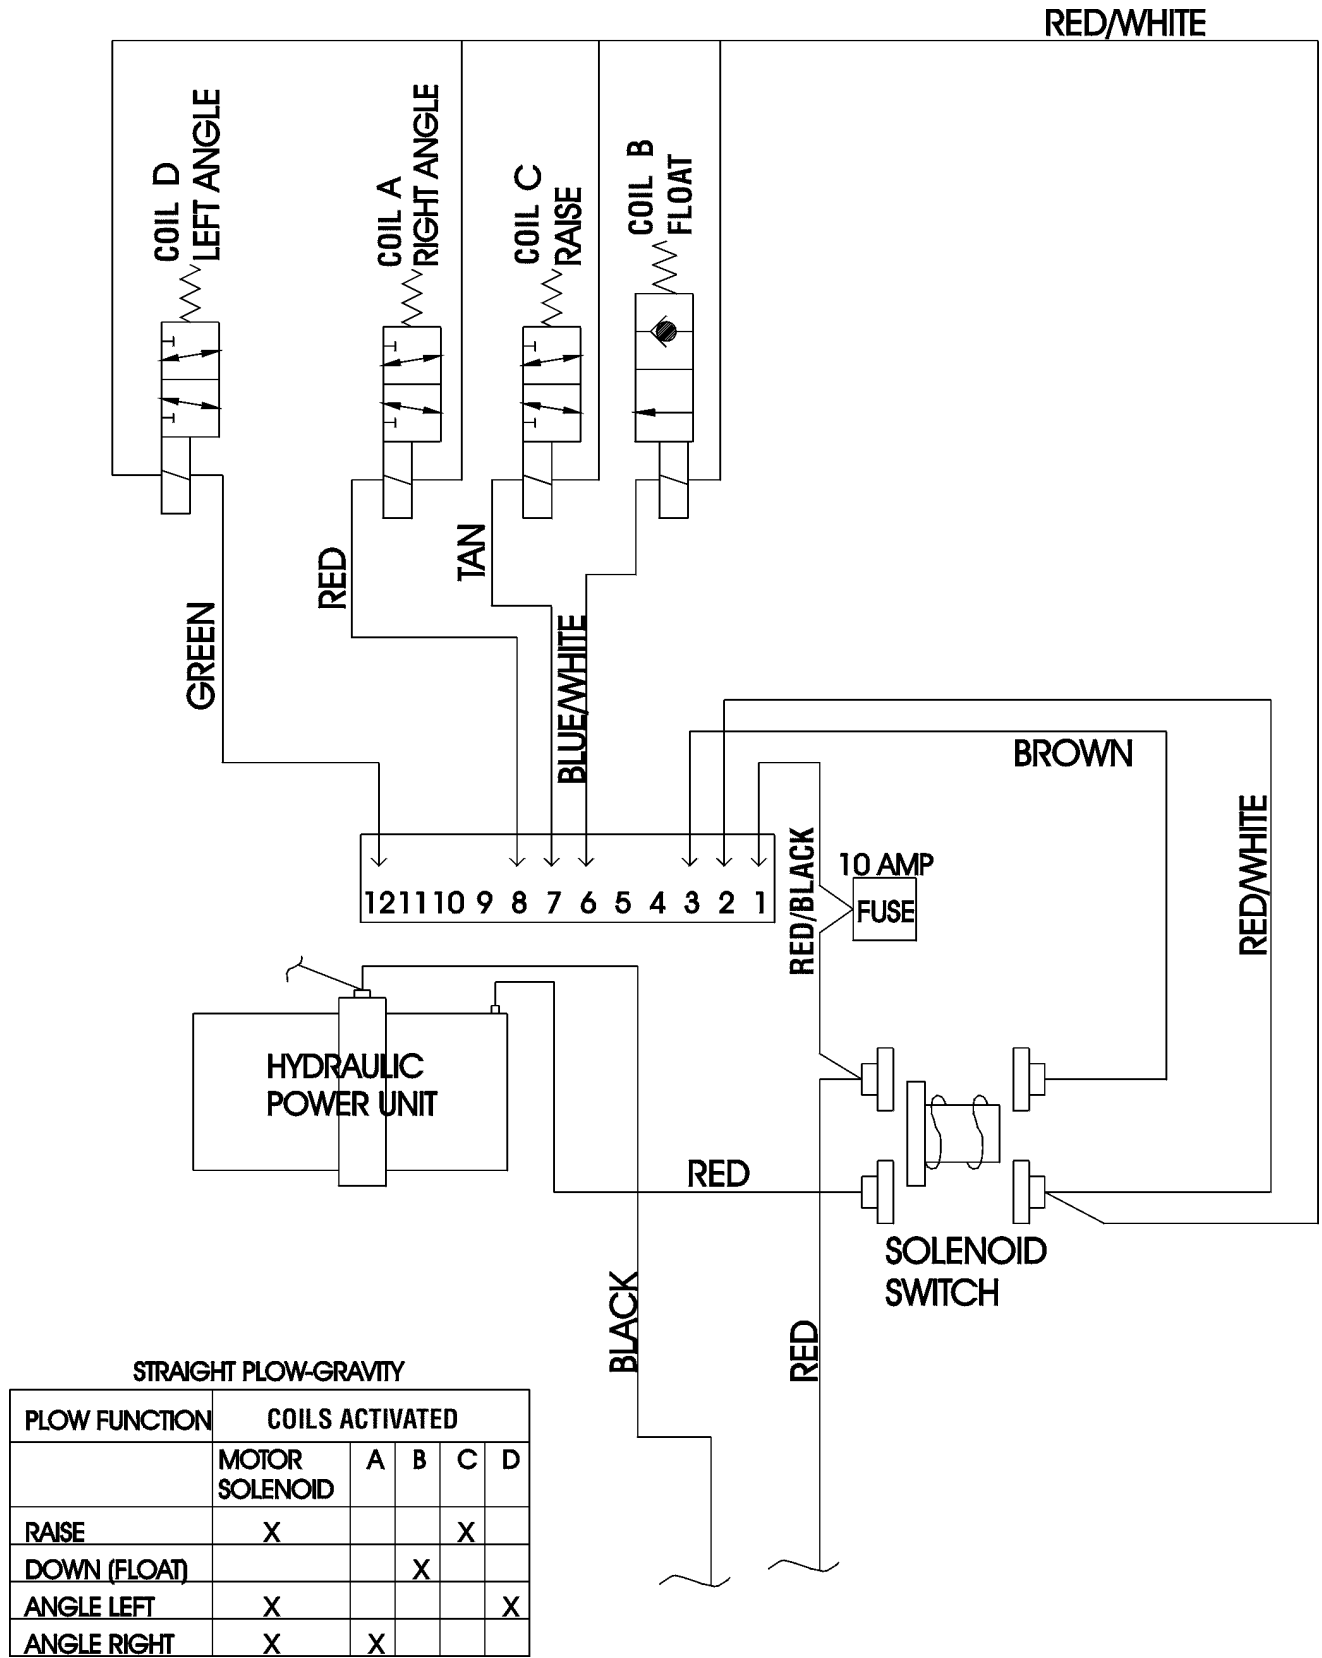 RED/WHITE
COIL D
LEFT ANGLE
COIL A
RIGHT ANGLE
COIL C
RAISE
COIL B
FLOAT
GREEN
RED
TAN
BLUE/WHITE
BROWN
RED/WHITE
RED/BLACK
10 AMP
FUSE
12 11 10 9 8 7 6 5 4 3 2 1
HYDRAULIC
POWER UNIT
RED
SOLENOID
SWITCH
BLACK
RED
STRAIGHT PLOW-GRAVITY
PLOW FUNCTION COILS ACTIVATED
MOTOR
SOLENOID A B C D
RAISE X X
DOWN (FLOAT) X
ANGLE LEFT X X
ANGLE RIGHT X X